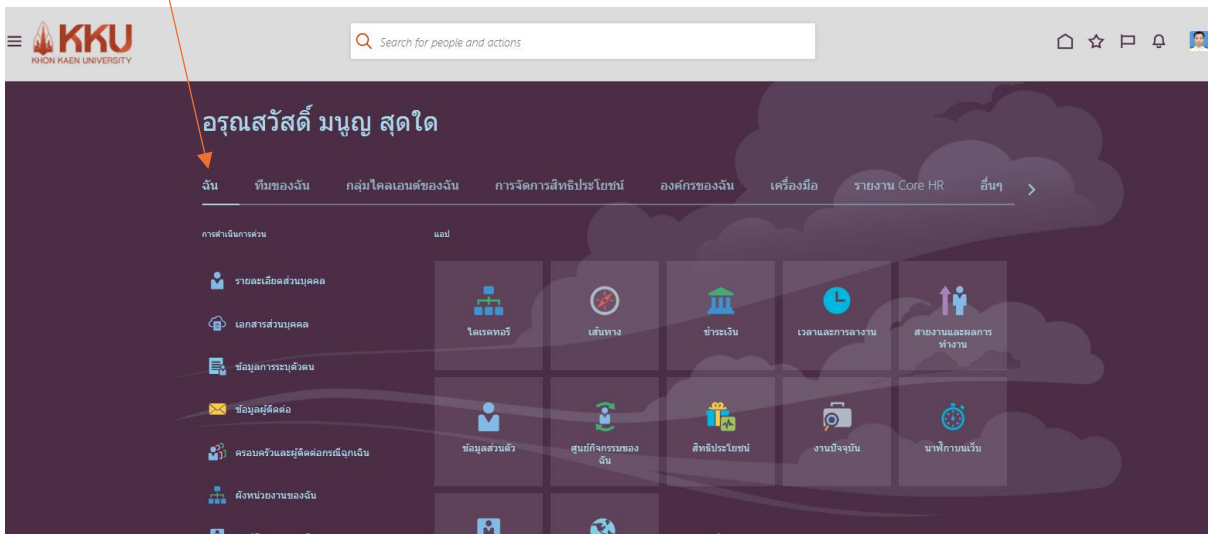 KKU
KHON KAEN UNIVERSITY
Search for people and actions
อรุณสวัสดิ์ มนูญ สุดใด
ฉัน ทีมของฉัน กลุ่มไคลเอนต์ของฉัน การจัดการสิทธิประโยชน์ องค์กรของฉัน เครื่องมือ รายงาน Core HR อื่นๆ
การดำเนินการด่วน
แอป
รายละเอียดส่วนบุคคล
เอกสารส่วนบุคคล
ข้อมูลการระบุตัวตน
ข้อมูลผู้ติดต่อ
ครอบครัวและผู้ติดต่อกรณีฉุกเฉิน
ผังหน่วยงานของฉัน
ไดเรคทอรี
เส้นทาง
ชำระเงิน
เวลาและการลางาน
สายงานและผลการ
ทำงาน
ข้อมูลส่วนตัว
ศูนย์กิจกรรมของ
ฉัน
สิทธิประโยชน์
งานปัจจุบัน
นาฬิกาบนเว็บ